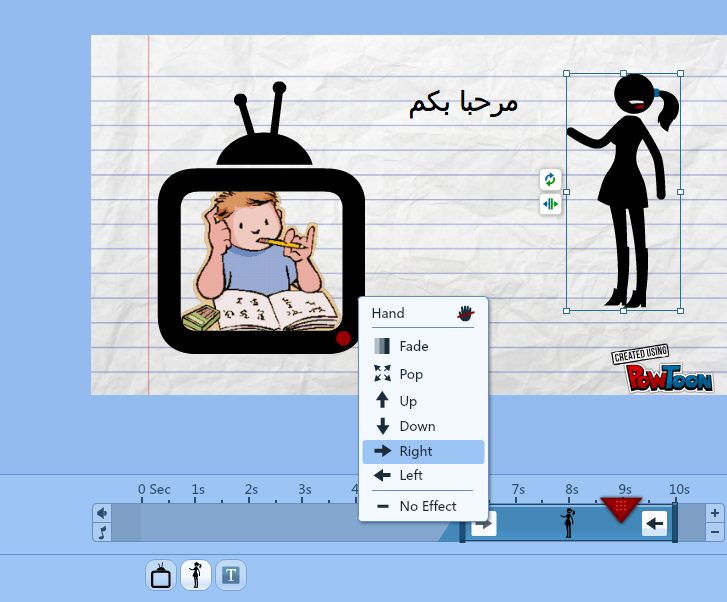 مرحبا بكم
CREATED USING
POWTOON
Hand
Fade
Pop
Up
Down
Right
Left
No Effect
0 Sec 1s 2s 3s 4 7s 8s 9s 10s
T